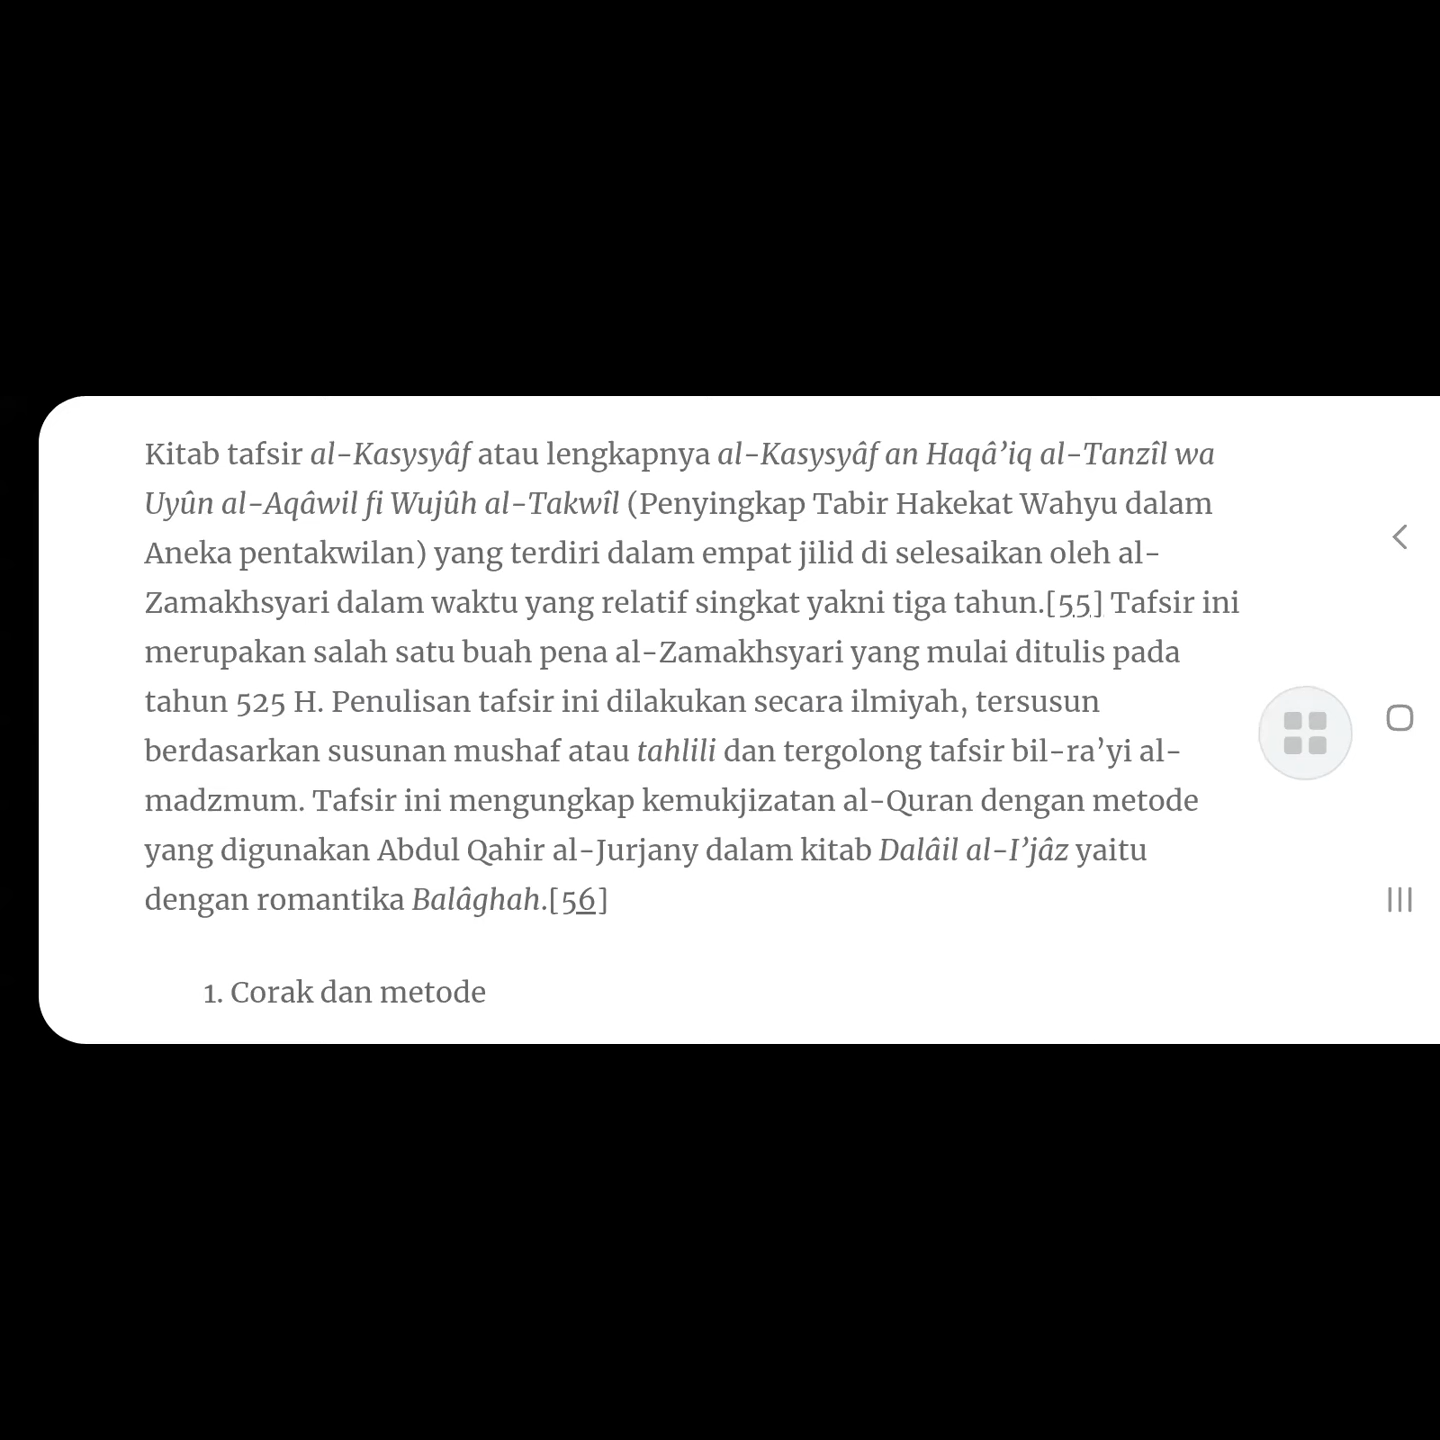 Kitab tafsir al-Kasysyâf atau lengkapnya al-Kasysyâf an Haqâ’iq al-Tanzîl wa
Uyûn al-Aqâwil fi Wujûh al-Takwîl (Penyingkap Tabir Hakekat Wahyu dalam
Aneka pentakwilan) yang terdiri dalam empat jilid di selesaikan oleh al-
Zamakhsyari dalam waktu yang relatif singkat yakni tiga tahun.[55] Tafsir ini
merupakan salah satu buah pena al-Zamakhsyari yang mulai ditulis pada
tahun 525 H. Penulisan tafsir ini dilakukan secara ilmiyah, tersusun
berdasarkan susunan mushaf atau tahlili dan tergolong tafsir bil-ra’yi al-
madzmum. Tafsir ini mengungkap kemukjizatan al-Quran dengan metode
yang digunakan Abdul Qahir al-Jurjany dalam kitab Dalâil al-I’jâz yaitu
dengan romantika Balâghah.[56]
1. Corak dan metode